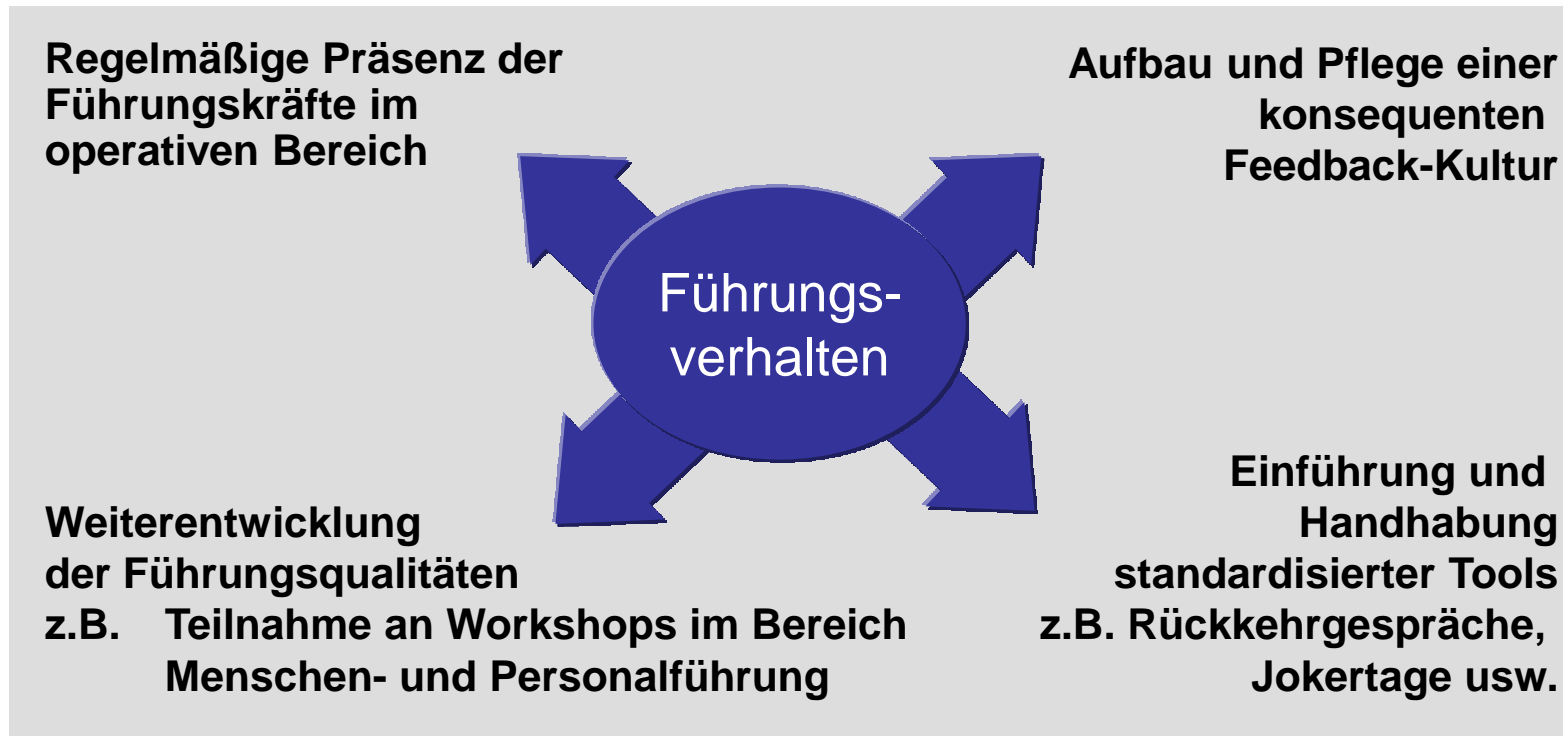 Regelmäßige Präsenz der
Führungskräfte im
operativen Bereich
Aufbau und Pflege einer
konsequenten
Feedback-Kultur
Führungs-
verhalten
Weiterentwicklung
der Führungsqualitäten
z.B. Teilnahme an Workshops im Bereich
Menschen- und Personalführung
Einführung und
Handhabung
standardisierter Tools
z.B. Rückkehrgespräche,
Jokertage usw.